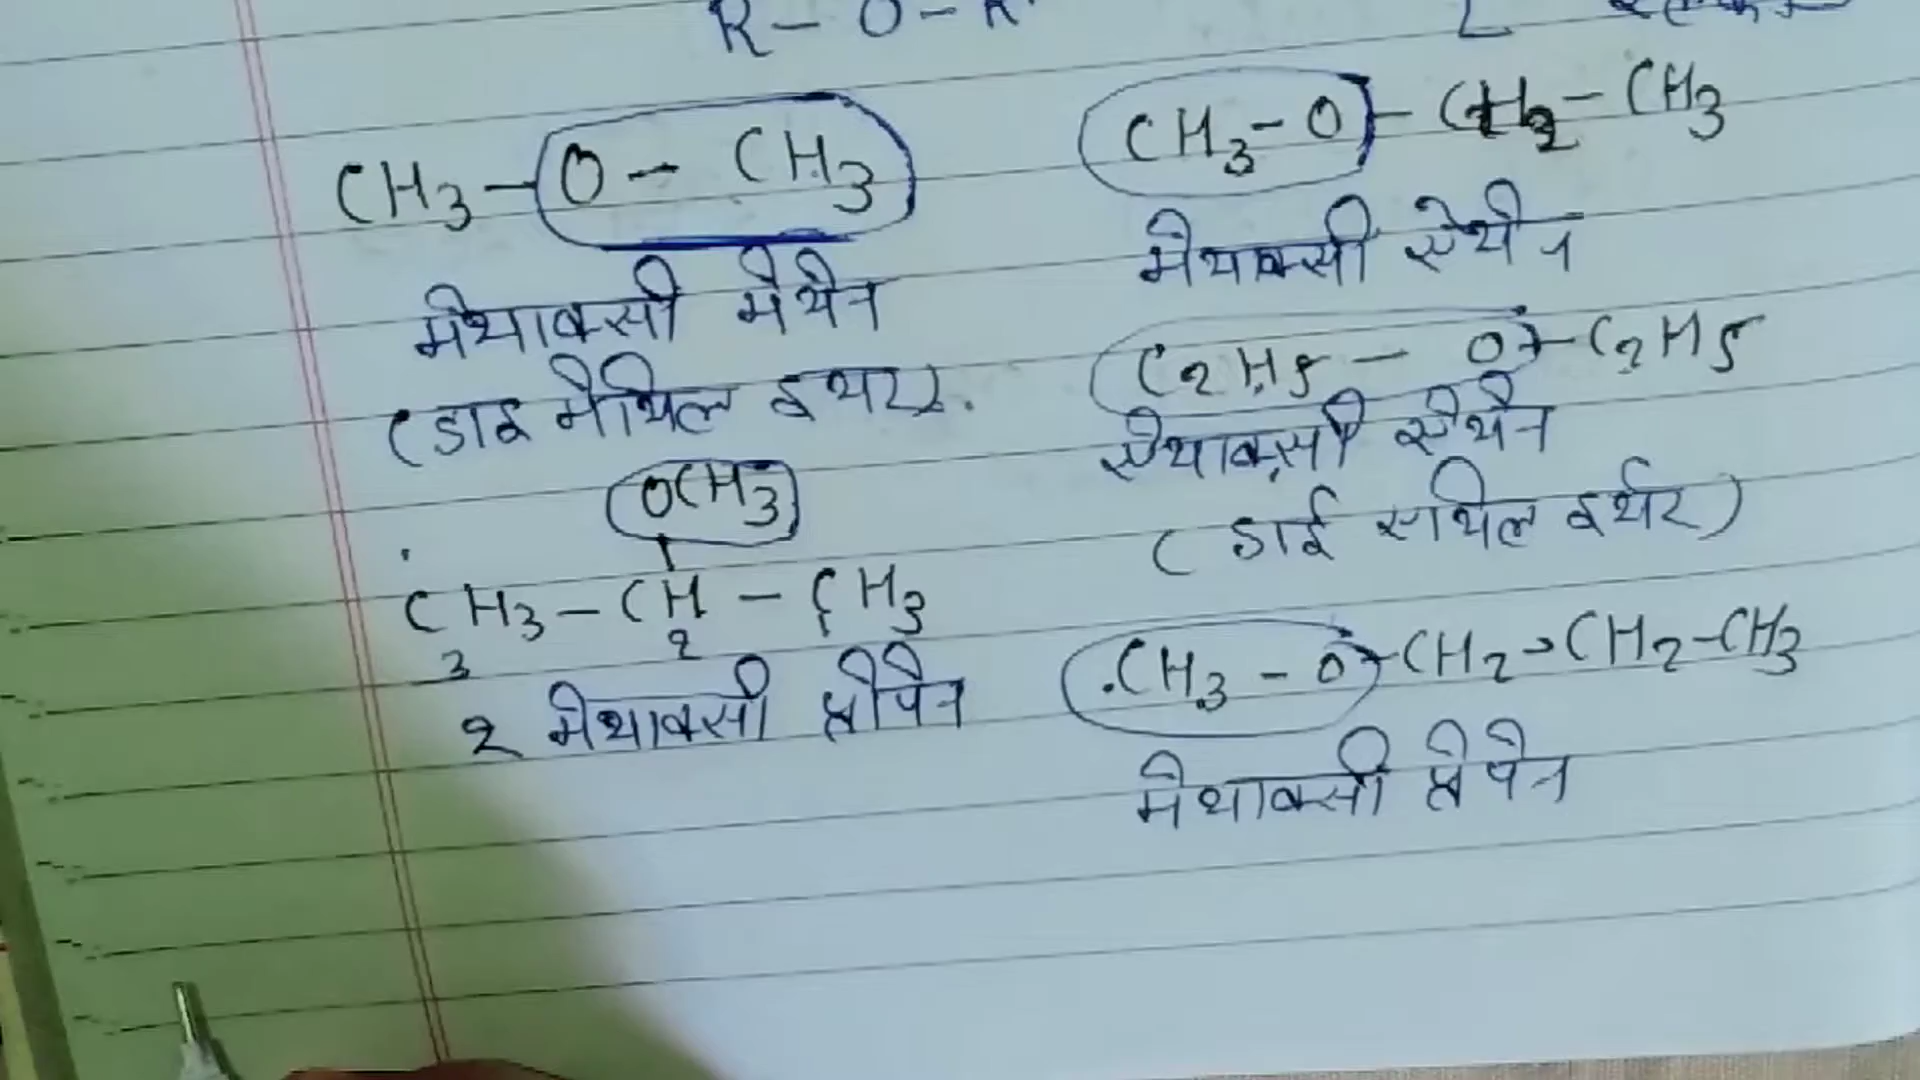 R – O – R'
CH3 – O – CH3
मेथाक्सी मेथेन
(डाइ मेथिल इथर).
OCH3
CH3 – CH – CH3
3 2 1
2 मेथाक्सी प्रोपेन
CH3 – O – CH2 – CH3
मेथाक्सी एथेन
C2H5 – O – C2H5
एथाक्सी एथेन
(डाई एथिल ईथर)
.CH3 – O – CH2 – CH2 – CH3
मेथाक्सी प्रोपेन